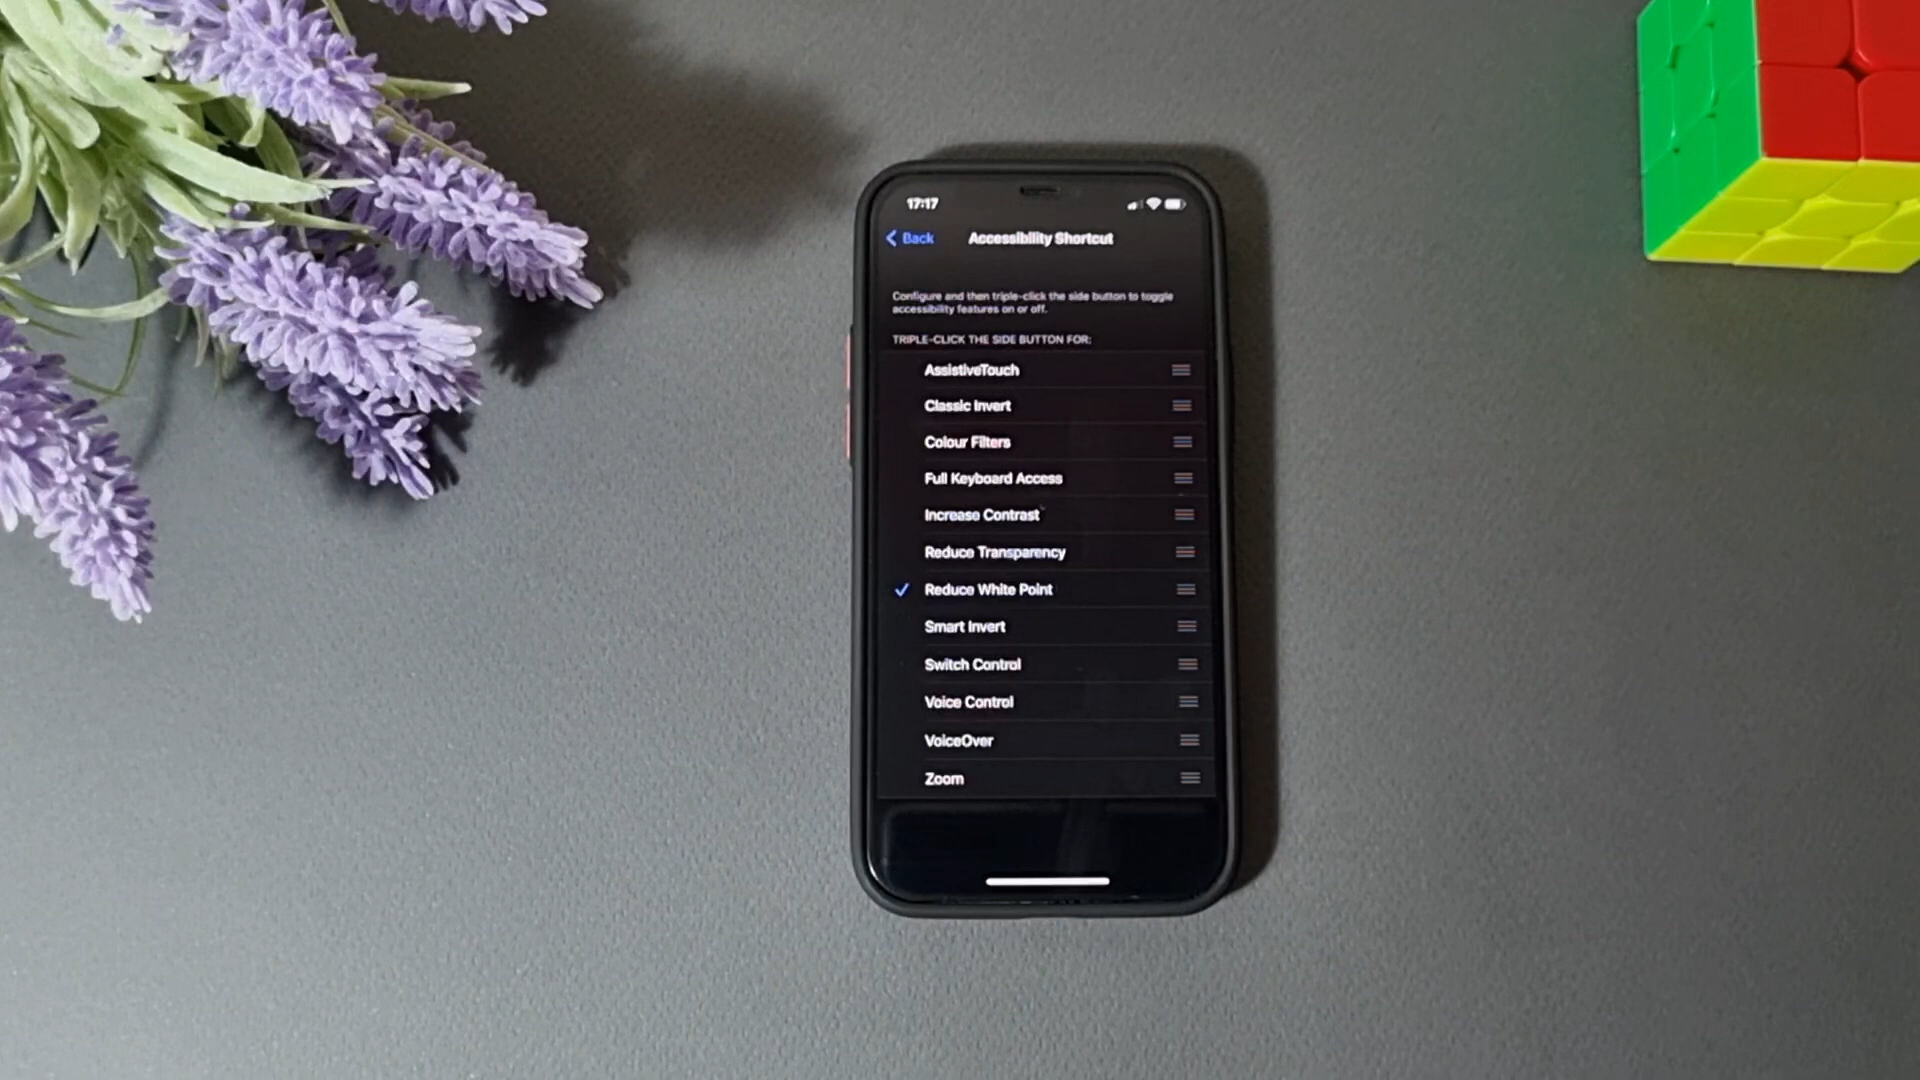 17:17
Back
Accessibility Shortcut
Configure and then triple-click the side button to toggle
accessibility features on or off.
TRIPLE-CLICK THE SIDE BUTTON FOR:
AssistiveTouch
Classic Invert
Colour Filters
Full Keyboard Access
Increase Contrast
Reduce Transparency
Reduce White Point
Smart Invert
Switch Control
Voice Control
VoiceOver
Zoom